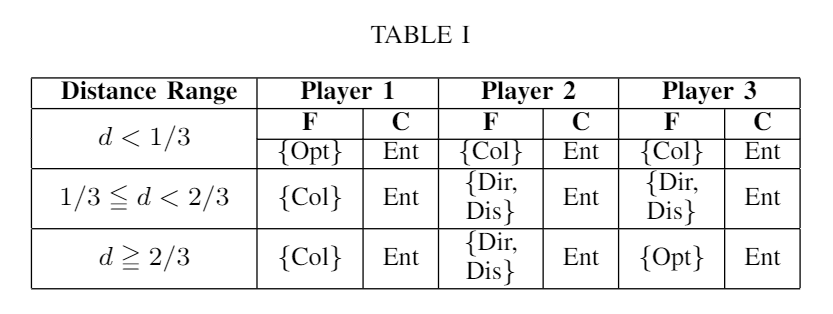 TABLE I
Distance Range Player 1 Player 2 Player 3
d < 1/3 F C F C F C
{Opt} Ent {Col} Ent {Col} Ent
1/3 ≦ d < 2/3 {Col} Ent {Dir, Dis} Ent {Dir, Dis} Ent
d ≧ 2/3 {Col} Ent {Dir, Dis} Ent {Opt} Ent